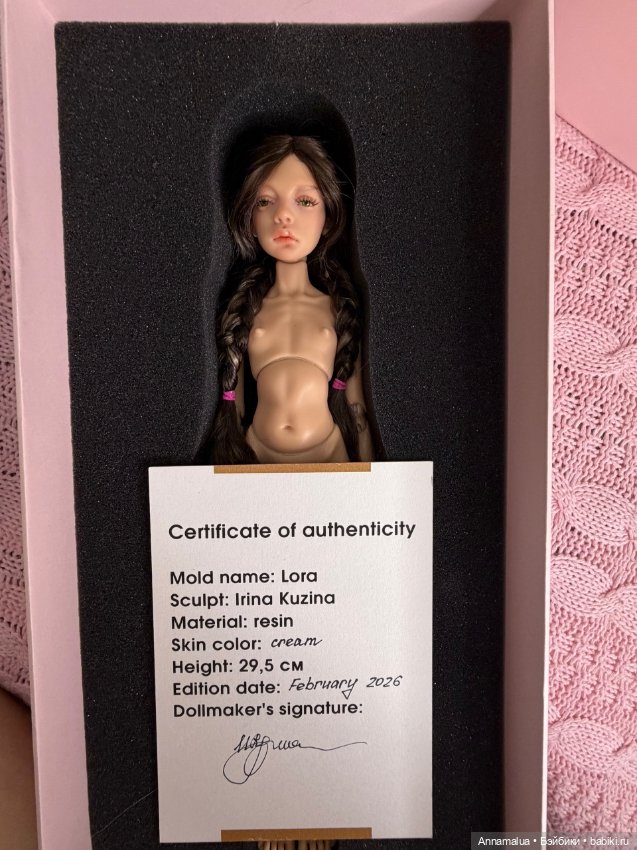 Certificate of authenticity
Mold name: Lora
Sculpt: Irina Kuzina
Material: resin
Skin color: cream
Height: 29,5 см
Edition date: February 2026
Dollmaker's signature:
Annamalua • Бэйбики • babiki.ru